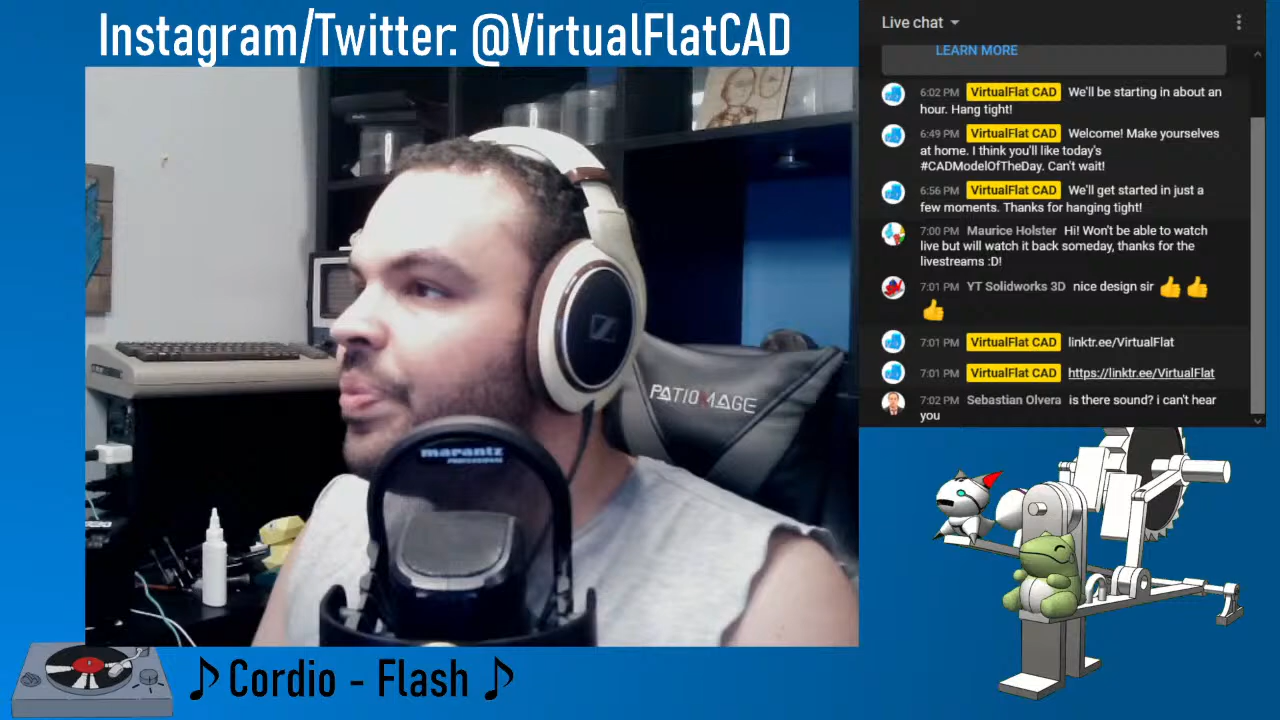 Instagram/Twitter: @VirtualFlatCAD
Live chat
LEARN MORE
6:02 PM VirtualFlat CAD We'll be starting in about an
hour. Hang tight!
6:49 PM VirtualFlat CAD Welcome! Make yourselves
at home. I think you'll like today's
#CADModelOfTheDay. Can't wait!
6:56 PM VirtualFlat CAD We'll get started in just a
few moments. Thanks for hanging tight!
7:00 PM Maurice Holster Hi! Won't be able to watch
live but will watch it back someday, thanks for the
livestreams :D!
7:01 PM YT Solidworks 3D nice design sir 👍👍
👍
7:01 PM VirtualFlat CAD linktr.ee/VirtualFlat
7:01 PM VirtualFlat CAD https://linktr.ee/VirtualFlat
7:02 PM Sebastian Olvera is there sound? i can't hear
you
PATIOMAGE
marantz
PROFESSIONAL
♪ Cordio - Flash ♪